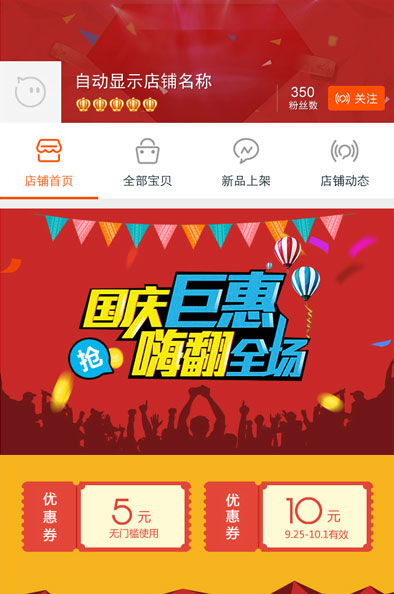 自动显示店铺名称
350
粉丝数
关注
店铺首页
全部宝贝
新品上架
店铺动态
国庆巨惠
抢
嗨翻全场
优惠券
5元
无门槛使用
优惠券
10元
9.25-10.1有效